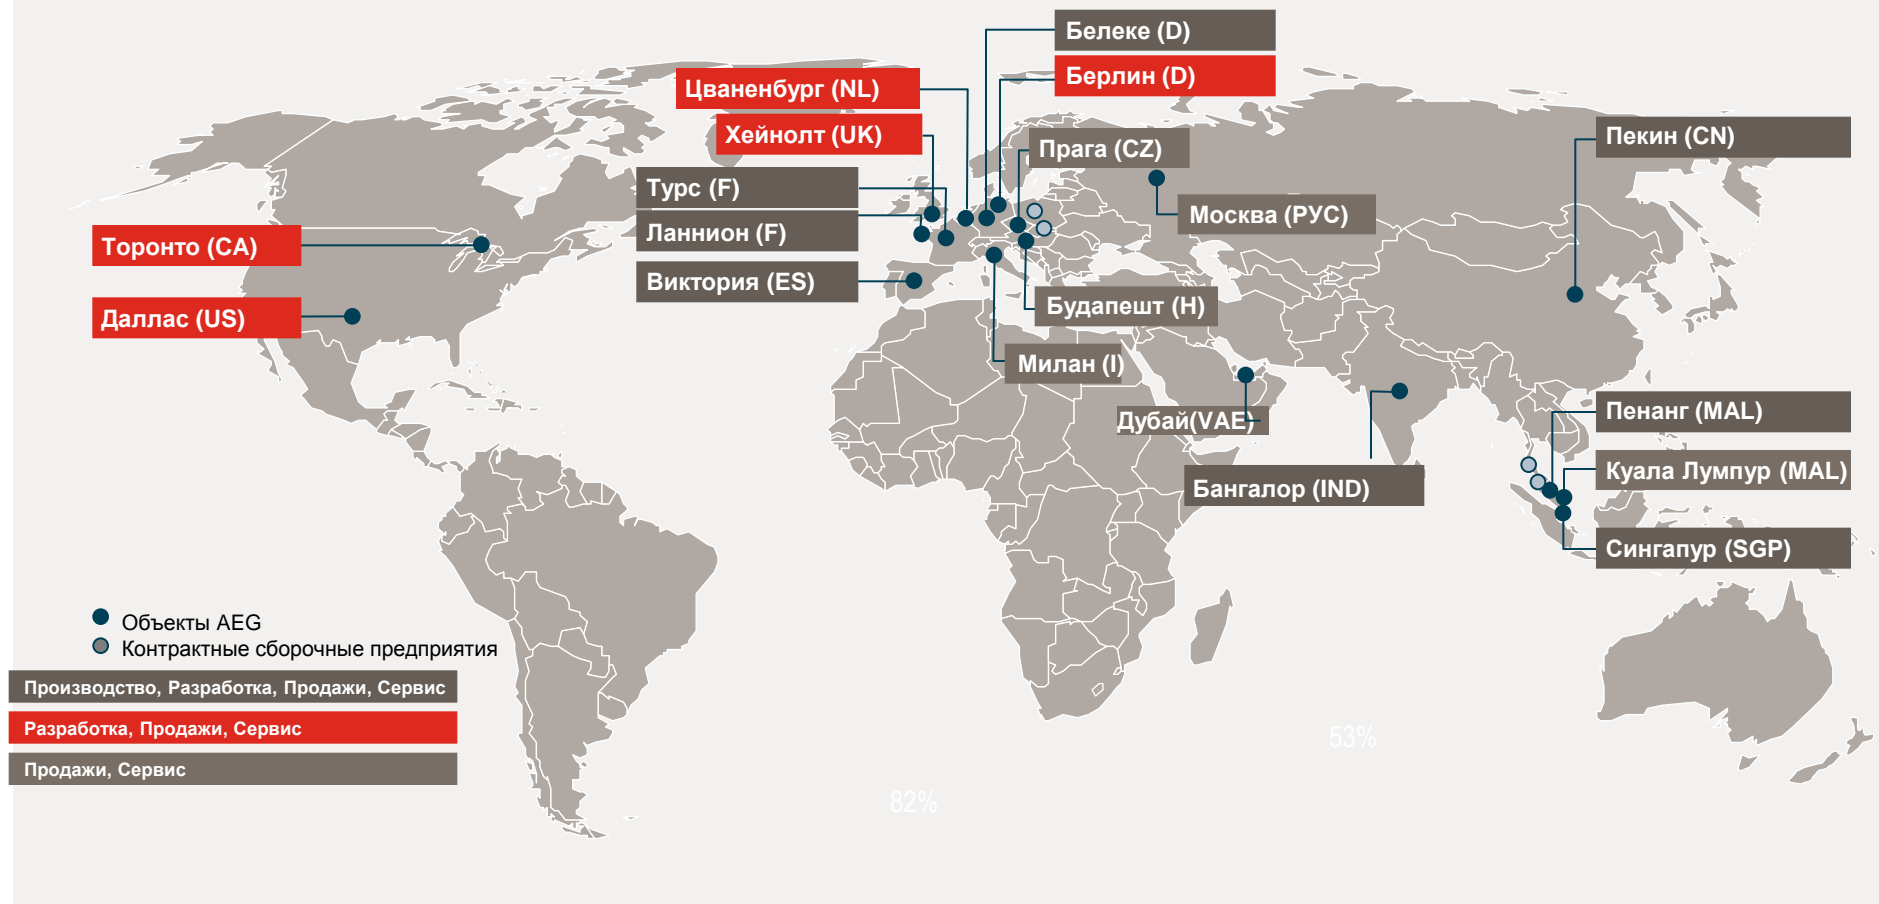 Белеке (D)
Берлин (D)
Цваненбург (NL)
Хейнолт (UK)
Прага (CZ)
Пекин (CN)
Турс (F)
Москва (РУС)
Ланнион (F)
Торонто (CA)
Виктория (ES)
Даллас (US)
Будапешт (H)
Милан (I)
Дубай(VAE)
Пенанг (MAL)
Куала Лумпур (MAL)
Бангалор (IND)
Сингапур (SGP)
Объекты AEG
Контрактные сборочные предприятия
Производство, Разработка, Продажи, Сервис
Разработка, Продажи, Сервис
Продажи, Сервис
53%
82%